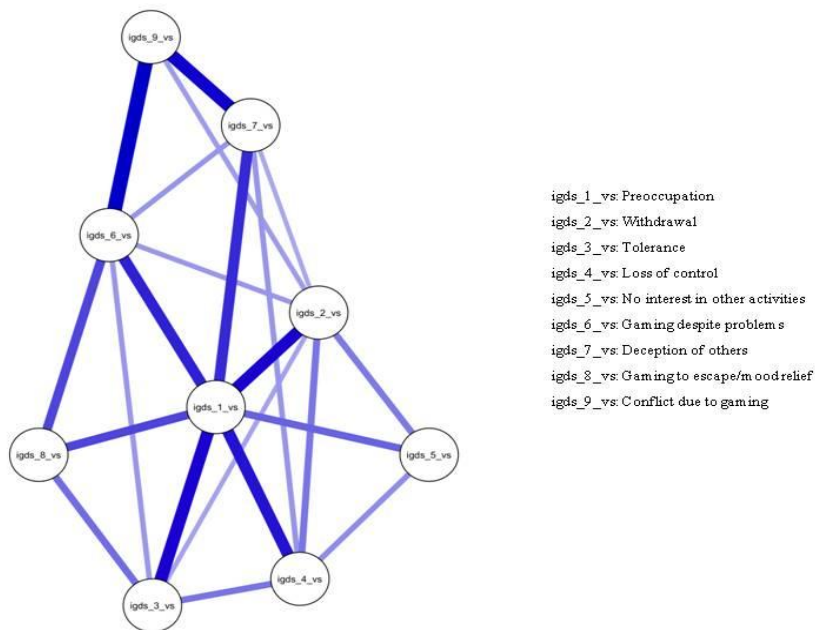 igds_9_vs
igds_7_vs
igds_6_vs
igds_2_vs
igds_1_vs
igds_8_vs
igds_5_vs
igds_4_vs
igds_3_vs
igds_1_vs: Preoccupation
igds_2_vs: Withdrawal
igds_3_vs: Tolerance
igds_4_vs: Loss of control
igds_5_vs: No interest in other activities
igds_6_vs: Gaming despite problems
igds_7_vs: Deception of others
igds_8_vs: Gaming to escape/mood relief
igds_9_vs: Conflict due to gaming